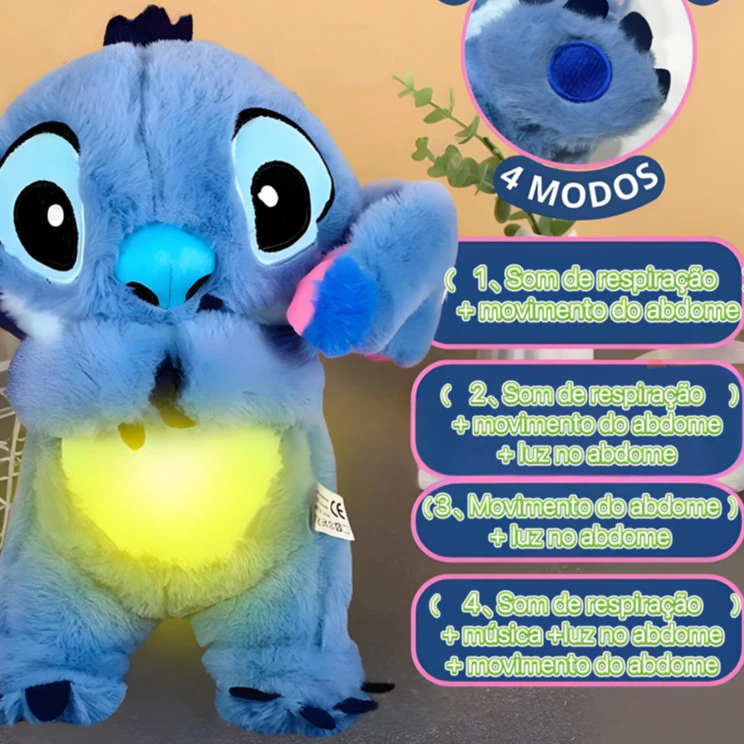 4 MODOS
( 1、Som de respiração
+ movimento do abdome
( 2、Som de respiração )
+ movimento do abdome
+ luz no abdome
(3、Movimento do abdome )
+ luz no abdome
( 4、Som de respiração )
+ música +luz no abdome
+ movimento do abdome
CE